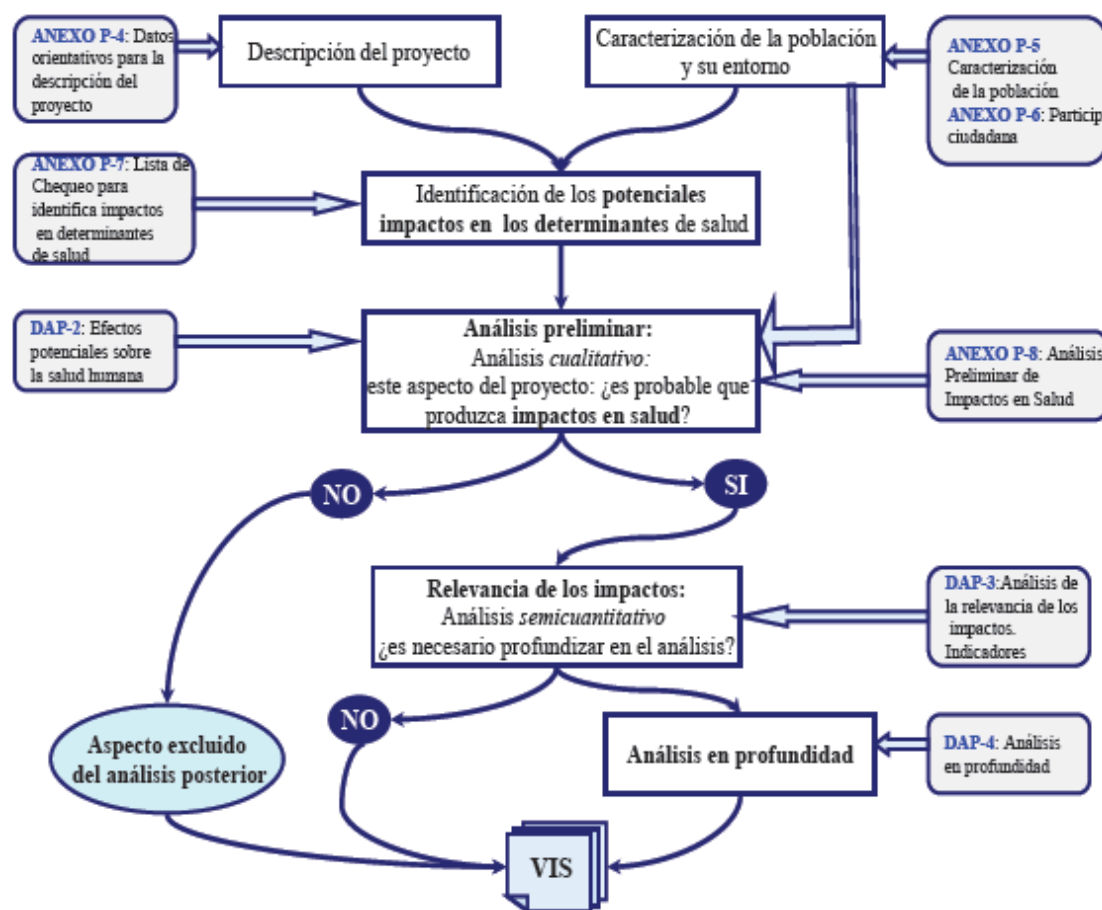 ANEXO P-4: Datos
orientativos para la
descripción del
proyecto
Descripción del proyecto
Caracterización de la población
y su entorno
ANEXO P-5
Caracterización
de la población
ANEXO P-6: Particip
ciudadana
ANEXO P-7: Lista de
Chequeo para
identifica impactos
en determinantes
de salud
Identificación de los potenciales
impactos en los determinantes de salud
DAP-2: Efectos
potenciales sobre
la salud humana
Análisis preliminar:
Análisis cualitativo:
este aspecto del proyecto: ¿es probable que
produzca impactos en salud?
ANEXO P-8: Análisis
Preliminar de
Impactos en Salud
NO
SI
Relevancia de los impactos:
Análisis semicuantitativo
¿es necesario profundizar en el análisis?
DAP-3:Análisis de
la relevancia de los
impactos.
Indicadores
NO
Aspecto excluido
del análisis posterior
Análisis en profundidad
DAP-4: Análisis
en profundidad
VIS